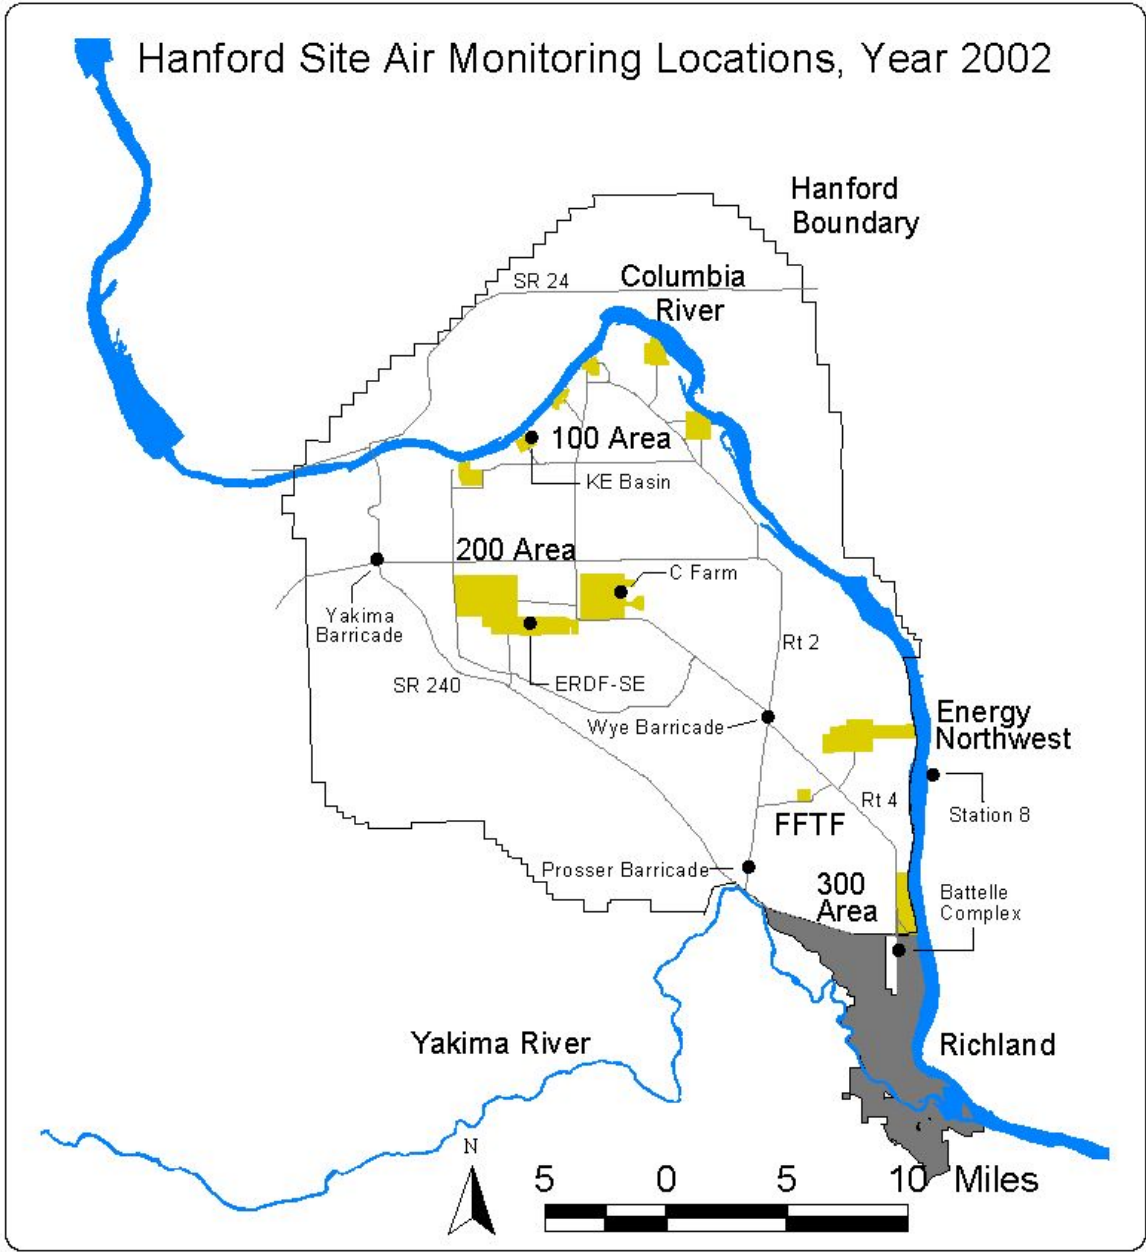 Hanford Site Air Monitoring Locations, Year 2002
Hanford
Boundary
SR 24
Columbia
River
100 Area
KE Basin
200 Area
C Farm
Yakima
Barricade
Rt 2
SR 240
ERDF-SE
Wye Barricade
Energy
Northwest
Rt 4
Station 8
FFTF
Prosser Barricade
300
Area
Battelle
Complex
Yakima River
Richland
N
5 0 5 10 Miles